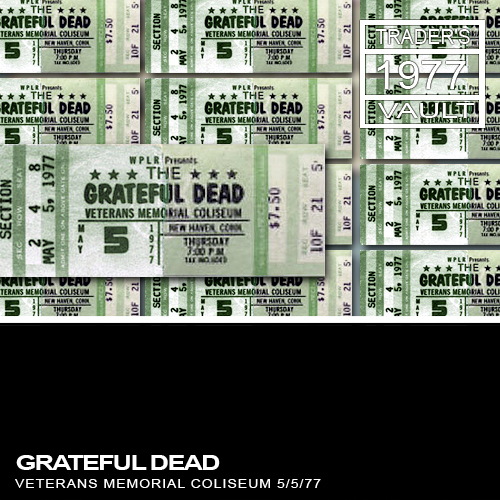 TRADER'S
1977
VAULT
SECTION
2 4 8
MAY 5, 1977
SEC ROW SEAT
WPLR Presents
★ ★ ★ THE ★ ★ ★
GRATEFUL DEAD
VETERANS MEMORIAL COLISEUM
MAY 5 1977
NEW HAVEN, CONN.
THURSDAY
7:00 P.M
TAX INCLUDED
$7.50
10F 21 5
GRATEFUL DEAD
VETERANS MEMORIAL COLISEUM 5/5/77